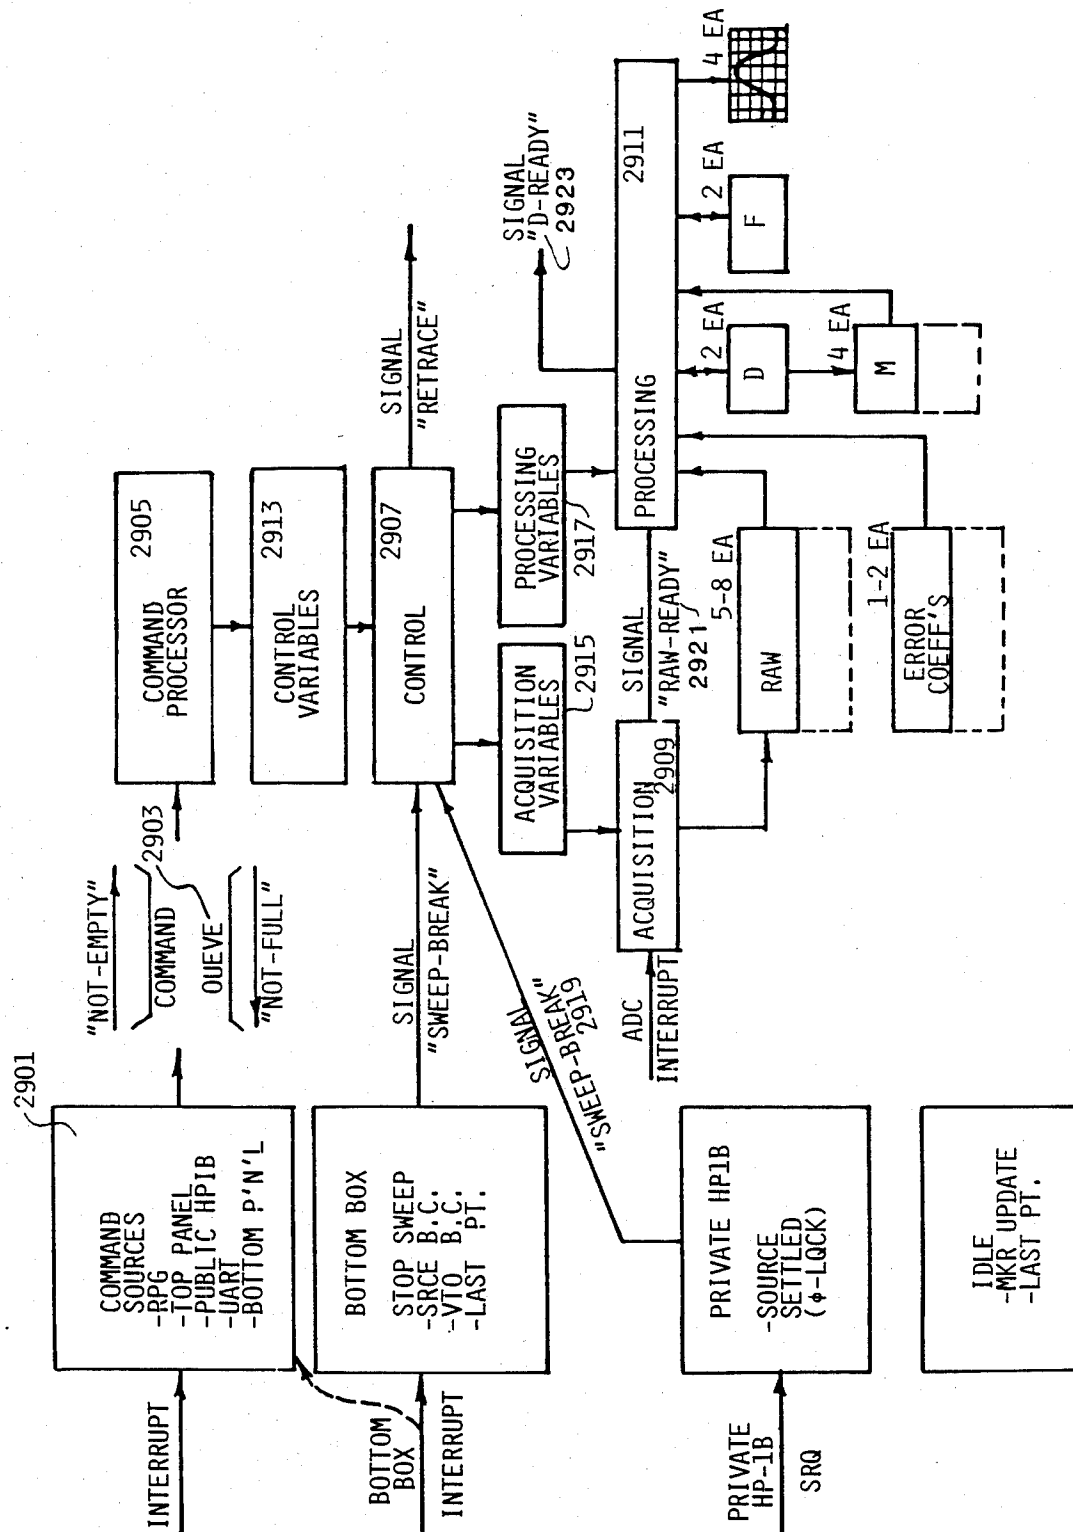 INTERRUPT
2901
COMMAND
SOURCES
-RPG
-TOP PANEL
-PUBLIC HPIB
-UART
-BOTTOM P'N'L
"NOT-EMPTY"
COMMAND
2903
QUEVE
"NOT-FULL"
COMMAND
PROCESSOR
2905
CONTROL
VARIABLES
2913
BOTTOM
BOX
INTERRUPT
BOTTOM BOX
STOP SWEEP
-SRCE B.C.
-VTO B.C.
-LAST PT.
SIGNAL
"SWEEP-BREAK"
CONTROL
2907
SIGNAL
"RETRACE"
SIGNAL
"SWEEP-BREAK"
2919
ACQUISITION
VARIABLES
2915
PROCESSING
VARIABLES
2917
SIGNAL
"D-READY"
2923
ADC
INTERRUPT
ACQUISITION
2909
SIGNAL
"RAW-READY"
2921
PROCESSING
2911
PRIVATE
HP-1B
SRQ
PRIVATE HP1B
-SOURCE
SETTLED
(ϕ-LOCK)
5-8 EA
RAW
2 EA
D
2 EA
F
4 EA
4 EA
M
1-2 EA
ERROR
COEFF'S
IDLE
-MKR UPDATE
-LAST PT.